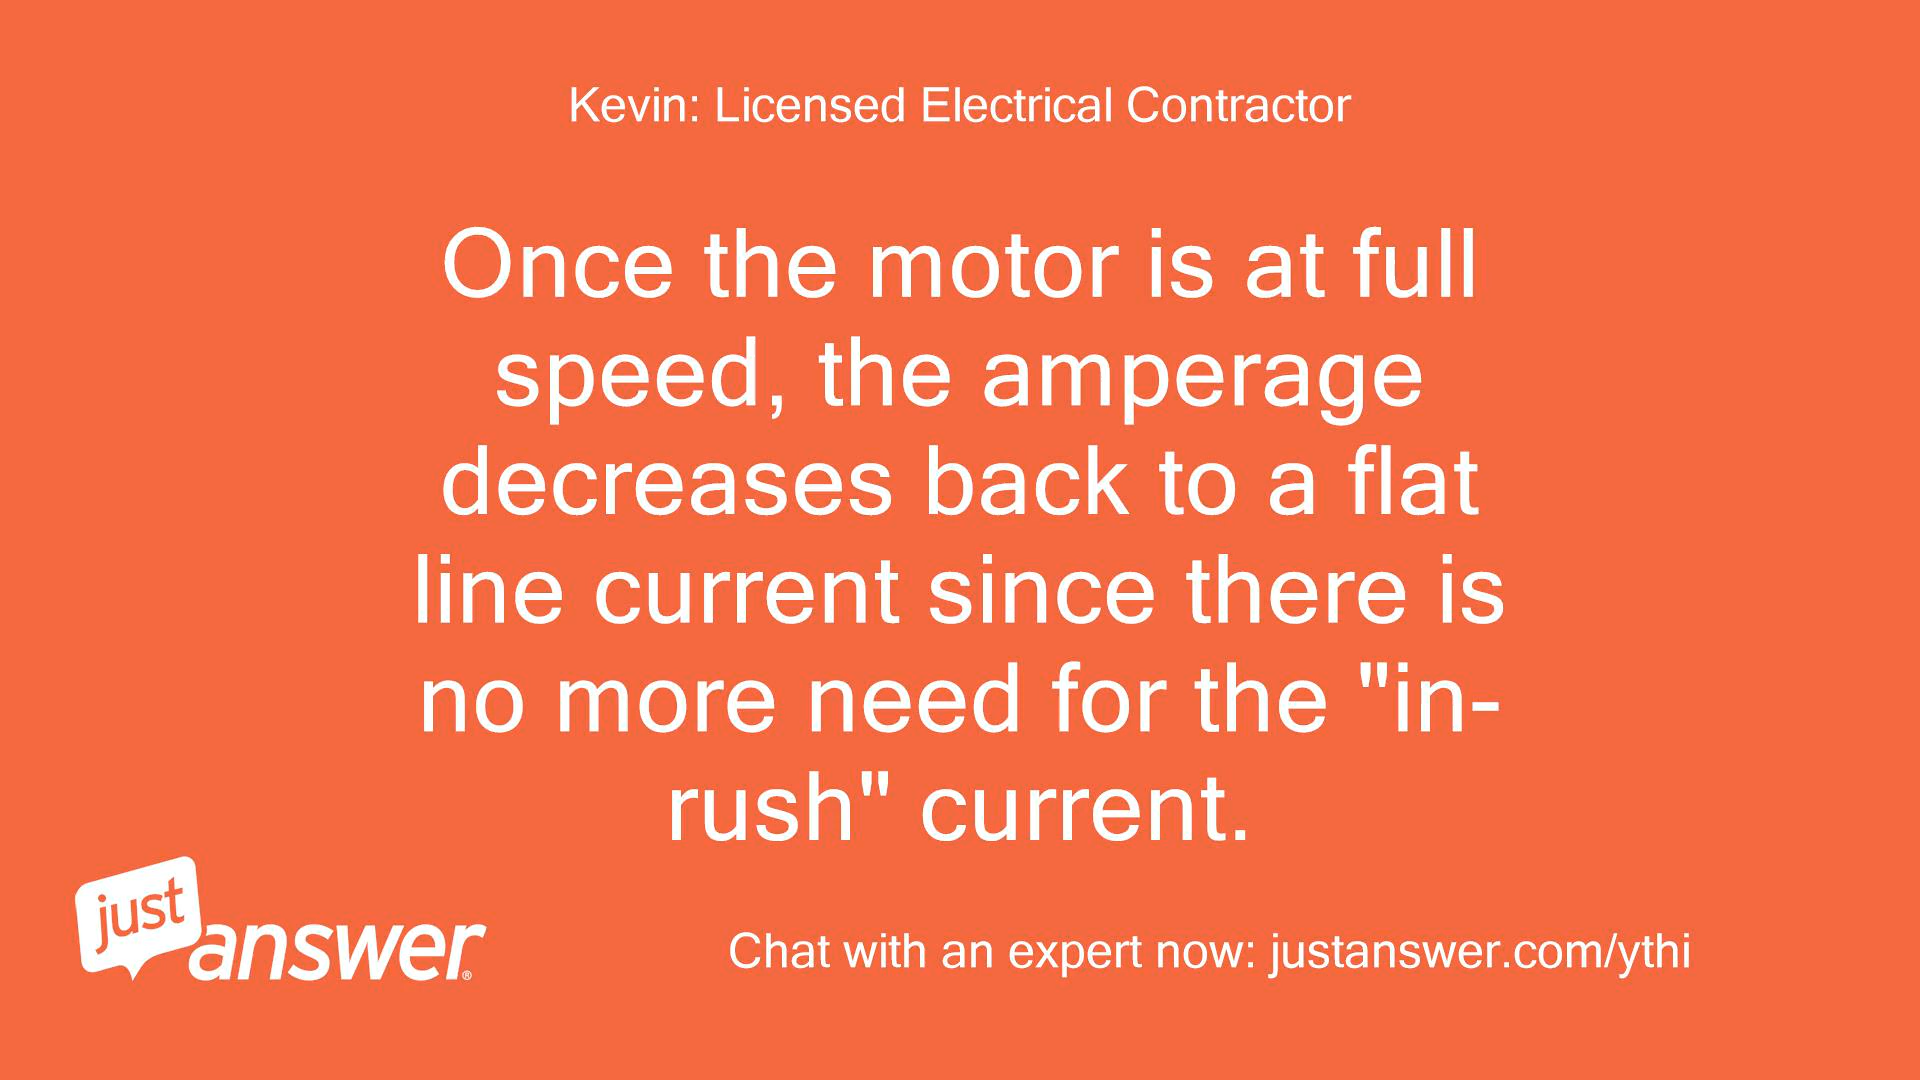 Kevin: Licensed Electrical Contractor
Once the motor is at full
speed, the amperage
decreases back to a flat
line current since there is
no more need for the "in-
rush" current.
just
answer®
Chat with an expert now: justanswer.com/ythi